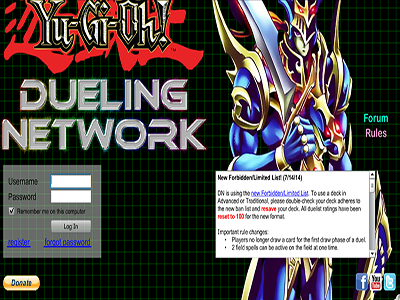 Yu-Gi-Oh!
DUELING
NETWORK
Forum
Rules
Username
Password
Remember me on this computer
Log In
register forgot password
New Forbidden/Limited List! (7/14/14)
DN is using the new Forbidden/Limited List. To use a deck in
Advanced or Traditional, please double-check your deck adheres
to the new ban list and resave your deck. All duelist ratings have been
reset to 100 for the new format.
Important rule changes:
• Players no longer draw a card for the first draw phase of a duel.
• 2 field spells can be active on the field at one time.
Donate
f You Tube t